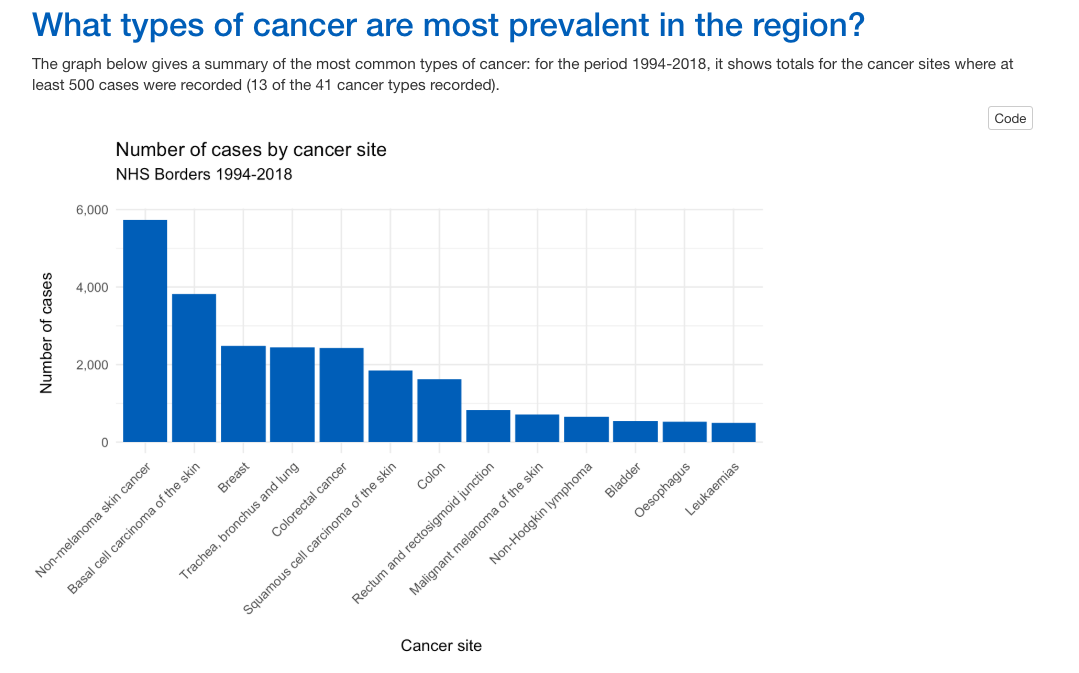 What types of cancer are most prevalent in the region?
The graph below gives a summary of the most common types of cancer: for the period 1994-2018, it shows totals for the cancer sites where at
least 500 cases were recorded (13 of the 41 cancer types recorded).
Code
Number of cases by cancer site
NHS Borders 1994-2018
Number of cases
6,000
4,000
2,000
0
Non-melanoma skin cancer
Basal cell carcinoma of the skin
Breast
Trachea, bronchus and lung
Colorectal cancer
Squamous cell carcinoma of the skin
Colon
Rectum and rectosigmoid junction
Malignant melanoma of the skin
Non-Hodgkin lymphoma
Bladder
Oesophagus
Leukaemias
Cancer site